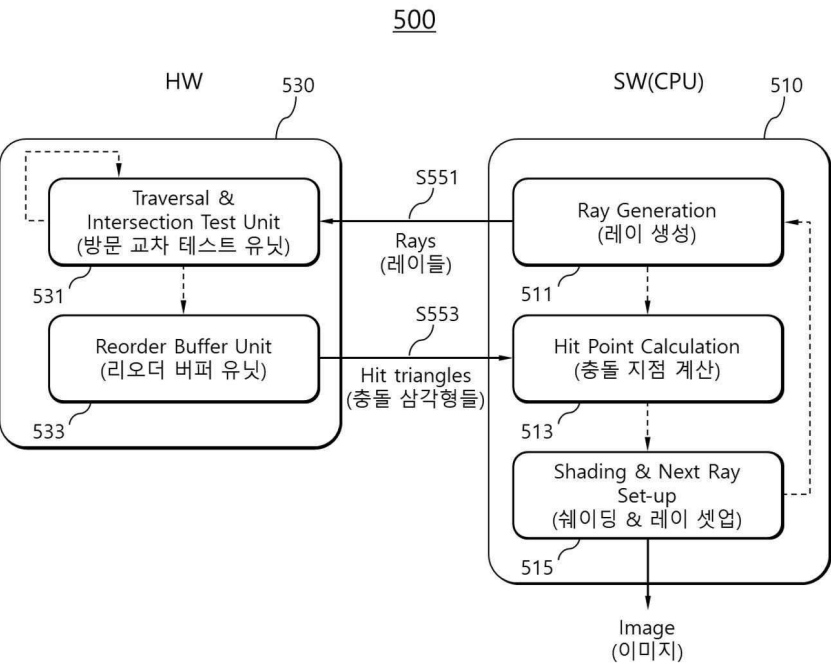 500
HW
530
SW(CPU)
510
Traversal &
Intersection Test Unit
(방문 교차 테스트 유닛)
531
S551
Rays
(레이들)
Ray Generation
(레이 생성)
511
Reorder Buffer Unit
(리오더 버퍼 유닛)
533
S553
Hit triangles
(충돌 삼각형들)
Hit Point Calculation
(충돌 지점 계산)
513
Shading & Next Ray
Set-up
(쉐이딩 & 레이 셋업)
515
Image
(이미지)